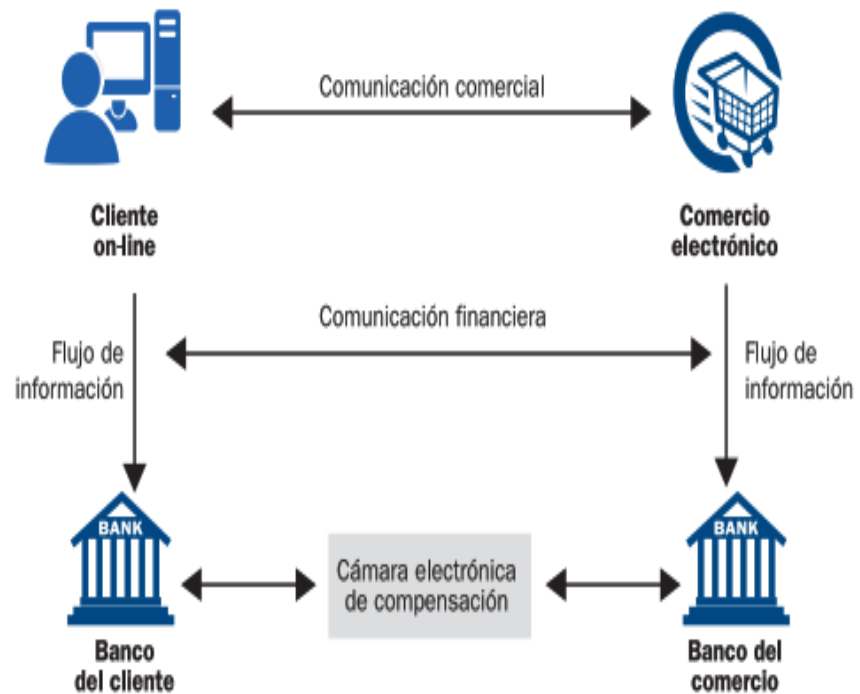 Comunicación comercial
Cliente
on-line
Comercio
electrónico
Comunicación financiera
Flujo de
información
Flujo de
información
BANK
BANK
Cámara electrónica
de compensación
Banco
del cliente
Banco del
comercio